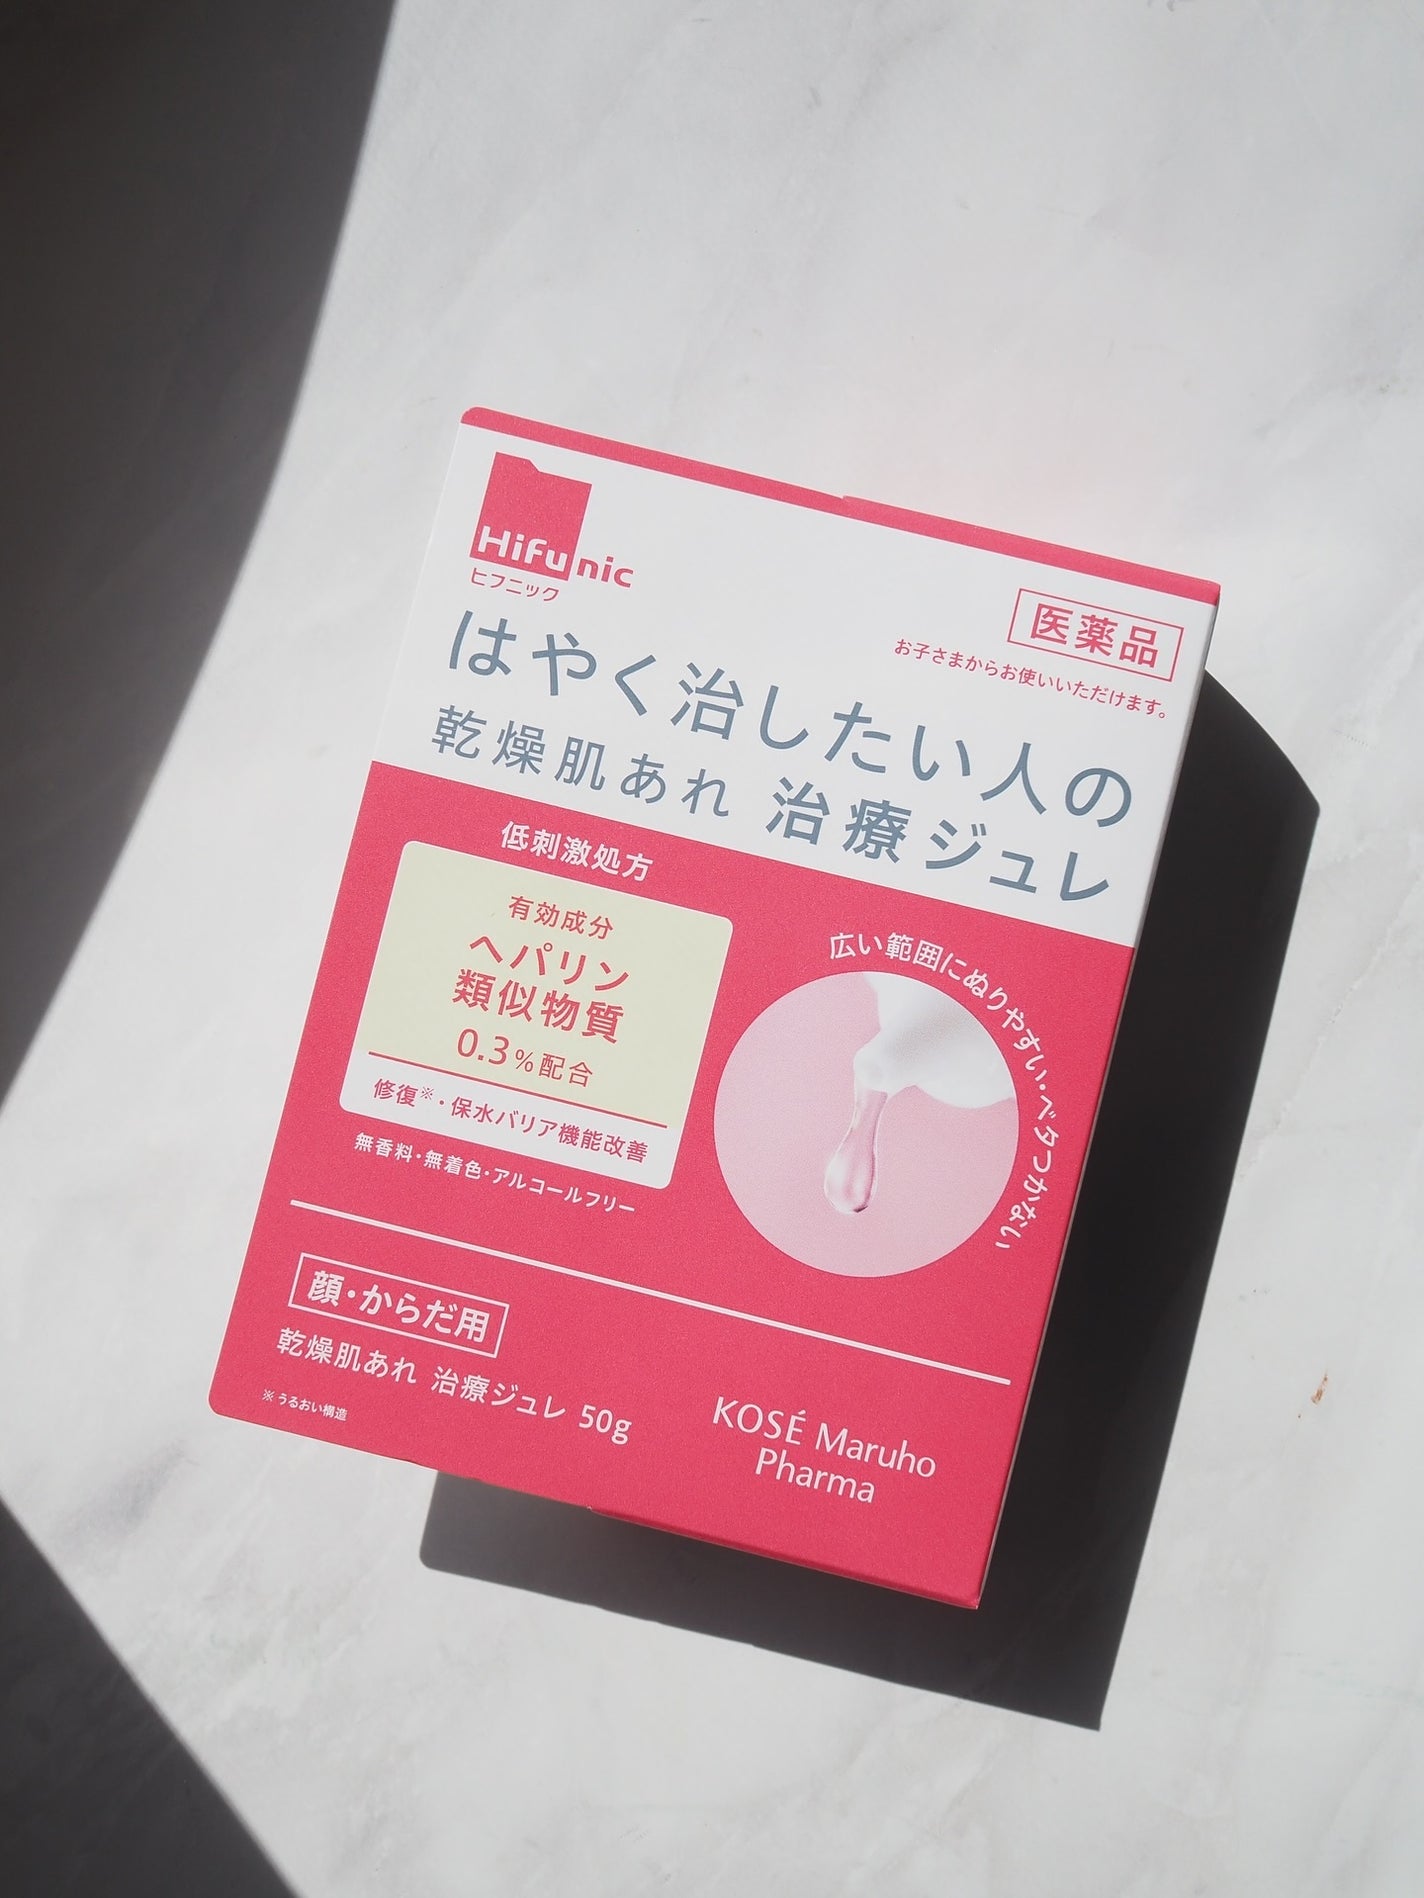 Hifunic
ヒフニック
医薬品
お子さまからお使いいただけます。
はやく治したい人の
乾燥肌あれ 治療ジュレ
低刺激処方
有効成分
ヘパリン
類似物質
0.3%配合
修復※・保水バリア機能改善
無香料・無着色・アルコールフリー
広い範囲にぬりやすい・ベタつかない
顔・からだ用
乾燥肌あれ 治療ジュレ 50g
※ うるおい構造
KOSÉ Maruho
Pharma